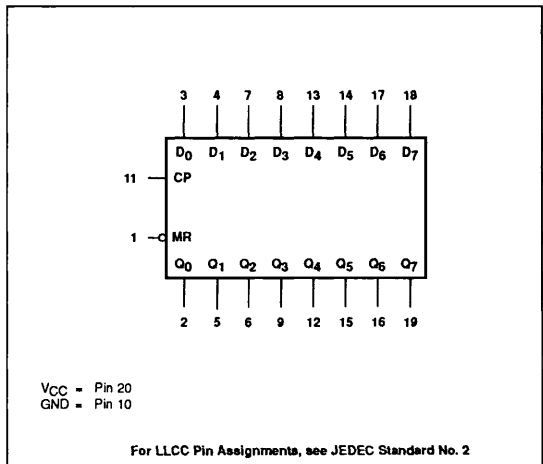 3 4 7 8 13 14 17 18
D0 D1 D2 D3 D4 D5 D6 D7
11 CP
1 MR
Q0 Q1 Q2 Q3 Q4 Q5 Q6 Q7
2 5 6 9 12 15 16 19
VCC = Pin 20
GND = Pin 10
For LLCC Pin Assignments, see JEDEC Standard No. 2